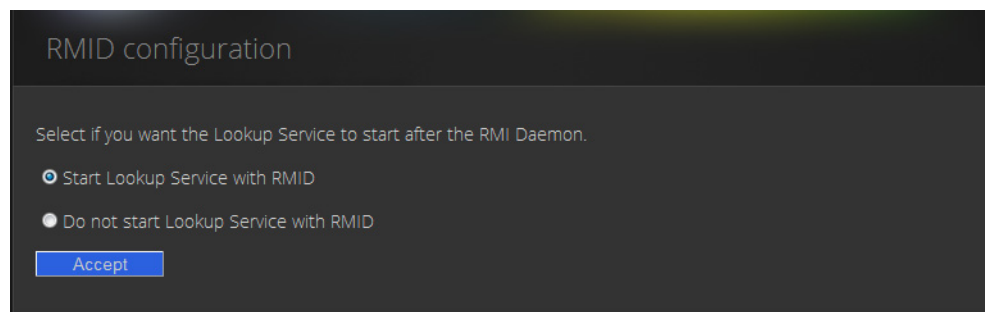 RMID configuration
Select if you want the Lookup Service to start after the RMI Daemon.
Start Lookup Service with RMID
Do not start Lookup Service with RMID
Accept